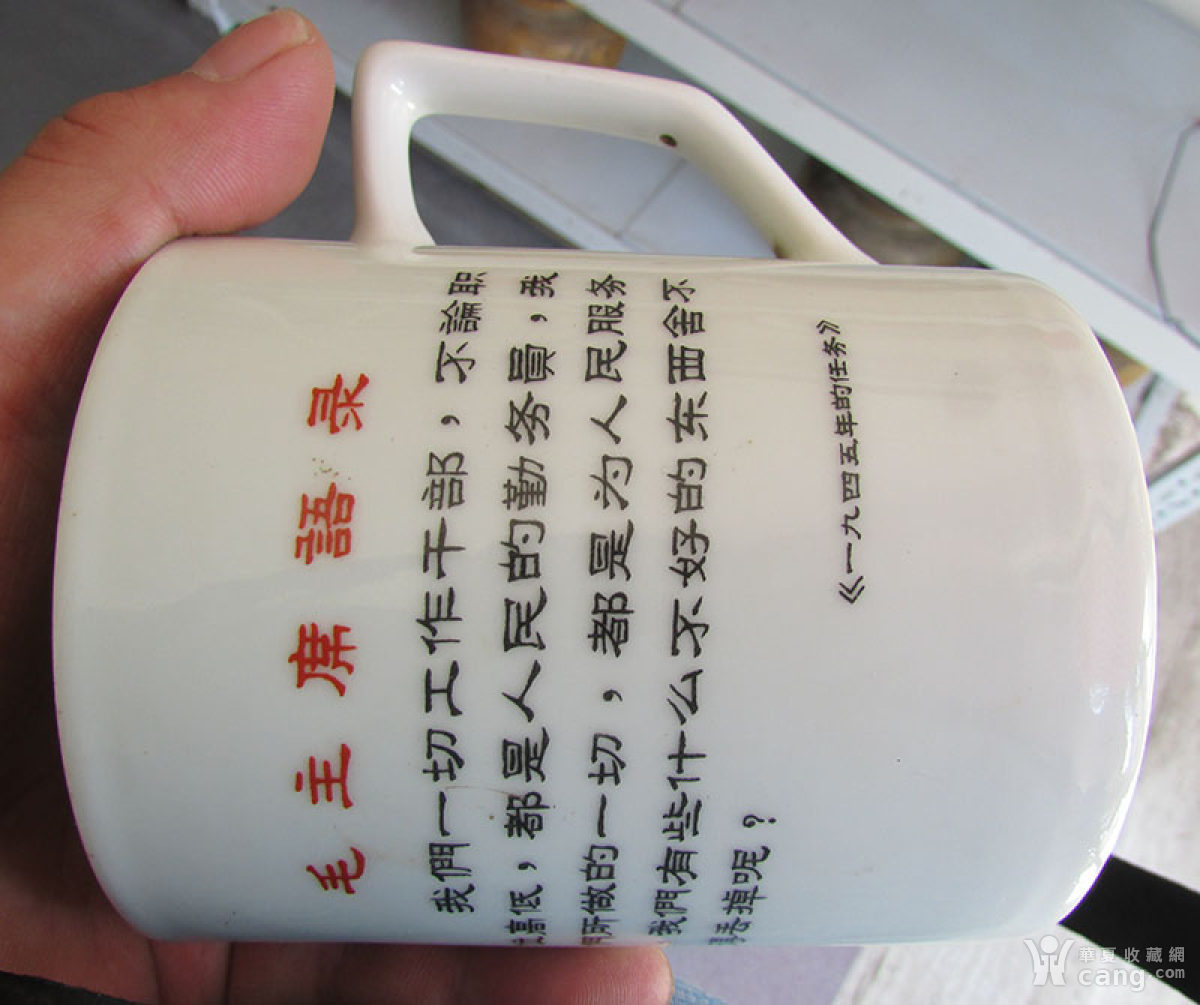 毛主席語录
我們一切工作干部，不論职
位高低，都是人民的勤务員，我
們所做的一切，都是为人民服务
我們有些什么不好的东西舍不
得丢掉呢？
《一九四五年的任务》
華夏收藏網
cang.com